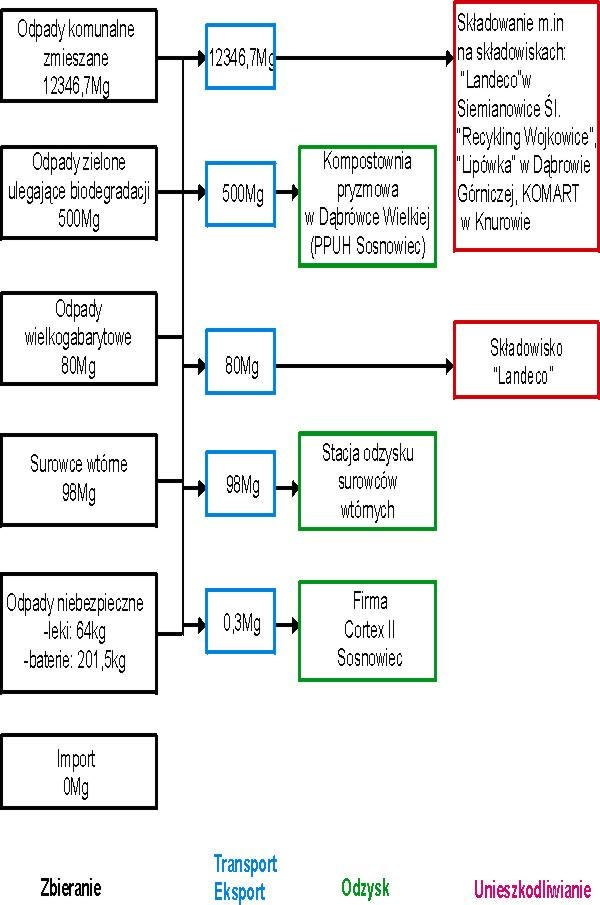 Odpady komunalne
zmieszane
12346,7Mg
12346,7Mg
Składowanie m.in
na składowiskach:
"Landeco"w
Siemianowice Śl.
"Recykling Wojkowice",
"Lipówka" w Dąbrowie
Górniczej, KOMART
w Knurowie
Odpady zielone
ulegające biodegradacji
500Mg
500Mg
Kompostownia
pryzmowa
w Dąbrówce Wielkiej
(PPUH Sosnowiec)
Odpady
wielkogabarytowe
80Mg
80Mg
Składowisko
"Landeco"
Surowce wtórne
98Mg
98Mg
Stacja odzysku
surowców
wtórnych
Odpady niebezpieczne
-leki: 64kg
-baterie: 201,5kg
0,3Mg
Firma
Cortex II
Sosnowiec
Import
0Mg
Zbieranie
Transport
Eksport
Odzysk
Unieszkodliwianie